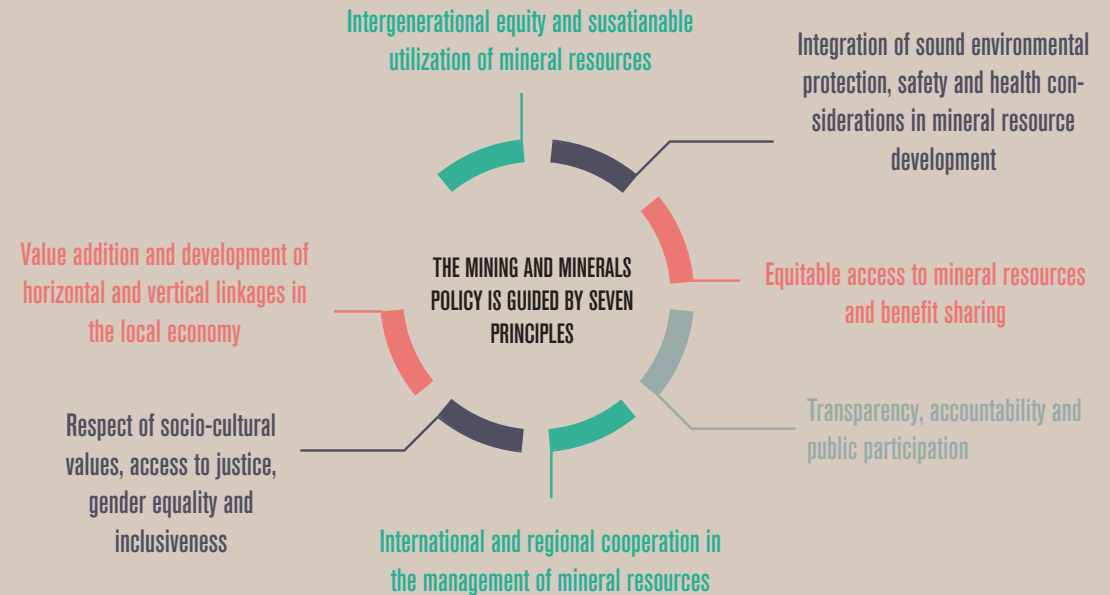 Intergenerational equity and susatianable
utilization of mineral resources
Integration of sound environmental
protection, safety and health con-
siderations in mineral resource
development
Equitable access to mineral resources
and benefit sharing
Transparency, accountability and
public participation
International and regional cooperation in
the management of mineral resources
Respect of socio-cultural
values, access to justice,
gender equality and
inclusiveness
Value addition and development of
horizontal and vertical linkages in
the local economy
THE MINING AND MINERALS
POLICY IS GUIDED BY SEVEN
PRINCIPLES